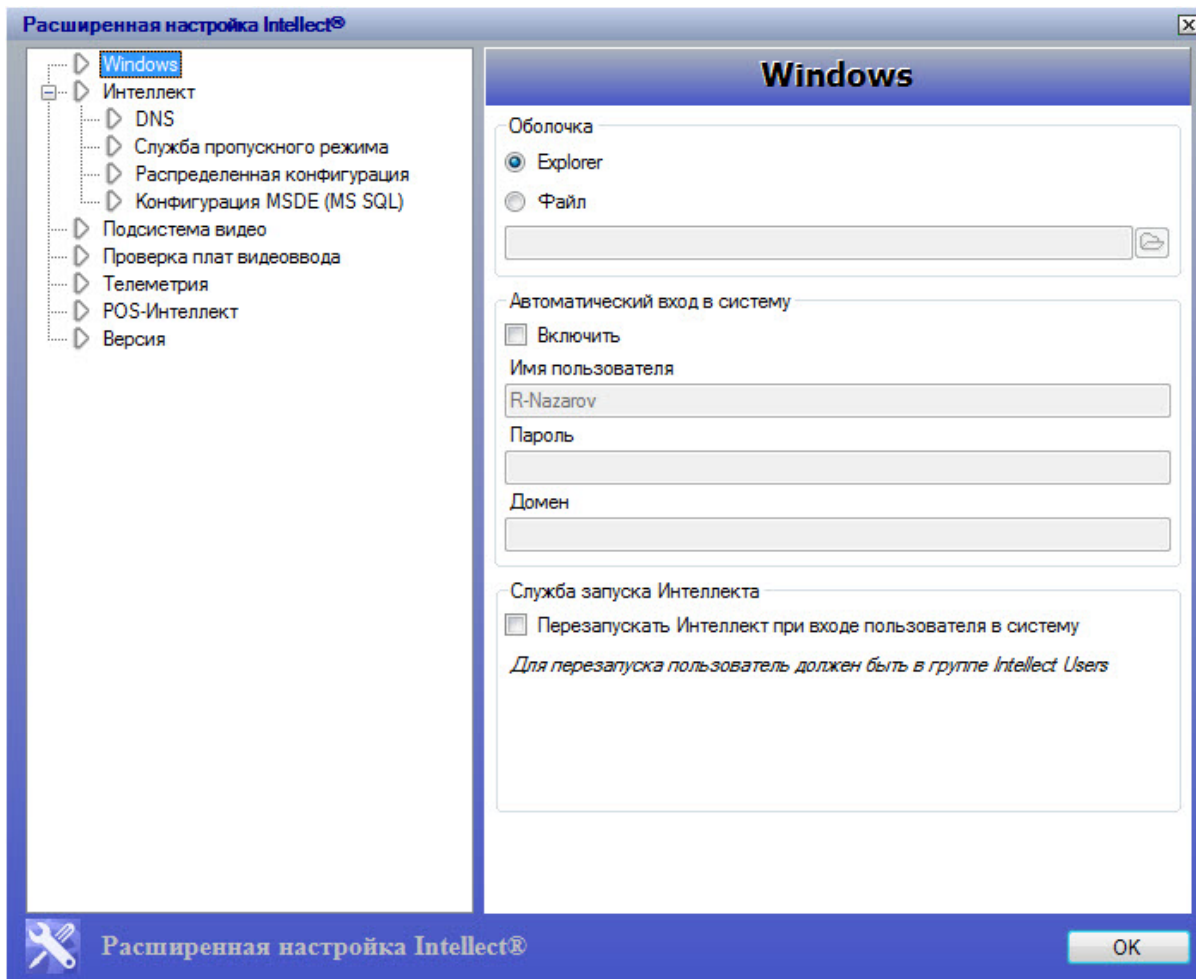 Расширенная настройка Intellect®
Windows
Интеллект
DNS
Служба пропускного режима
Распределенная конфигурация
Конфигурация MSDE (MS SQL)
Подсистема видео
Проверка плат видеоввода
Телеметрия
POS-Интеллект
Версия
Windows
Оболочка
Explorer
Файл
Автоматический вход в систему
Включить
Имя пользователя
R-Nazarov
Пароль
Домен
Служба запуска Интеллекта
Перезапускать Интеллект при входе пользователя в систему
Для перезапуска пользователь должен быть в группе Intellect Users
Расширенная настройка Intellect®
OK